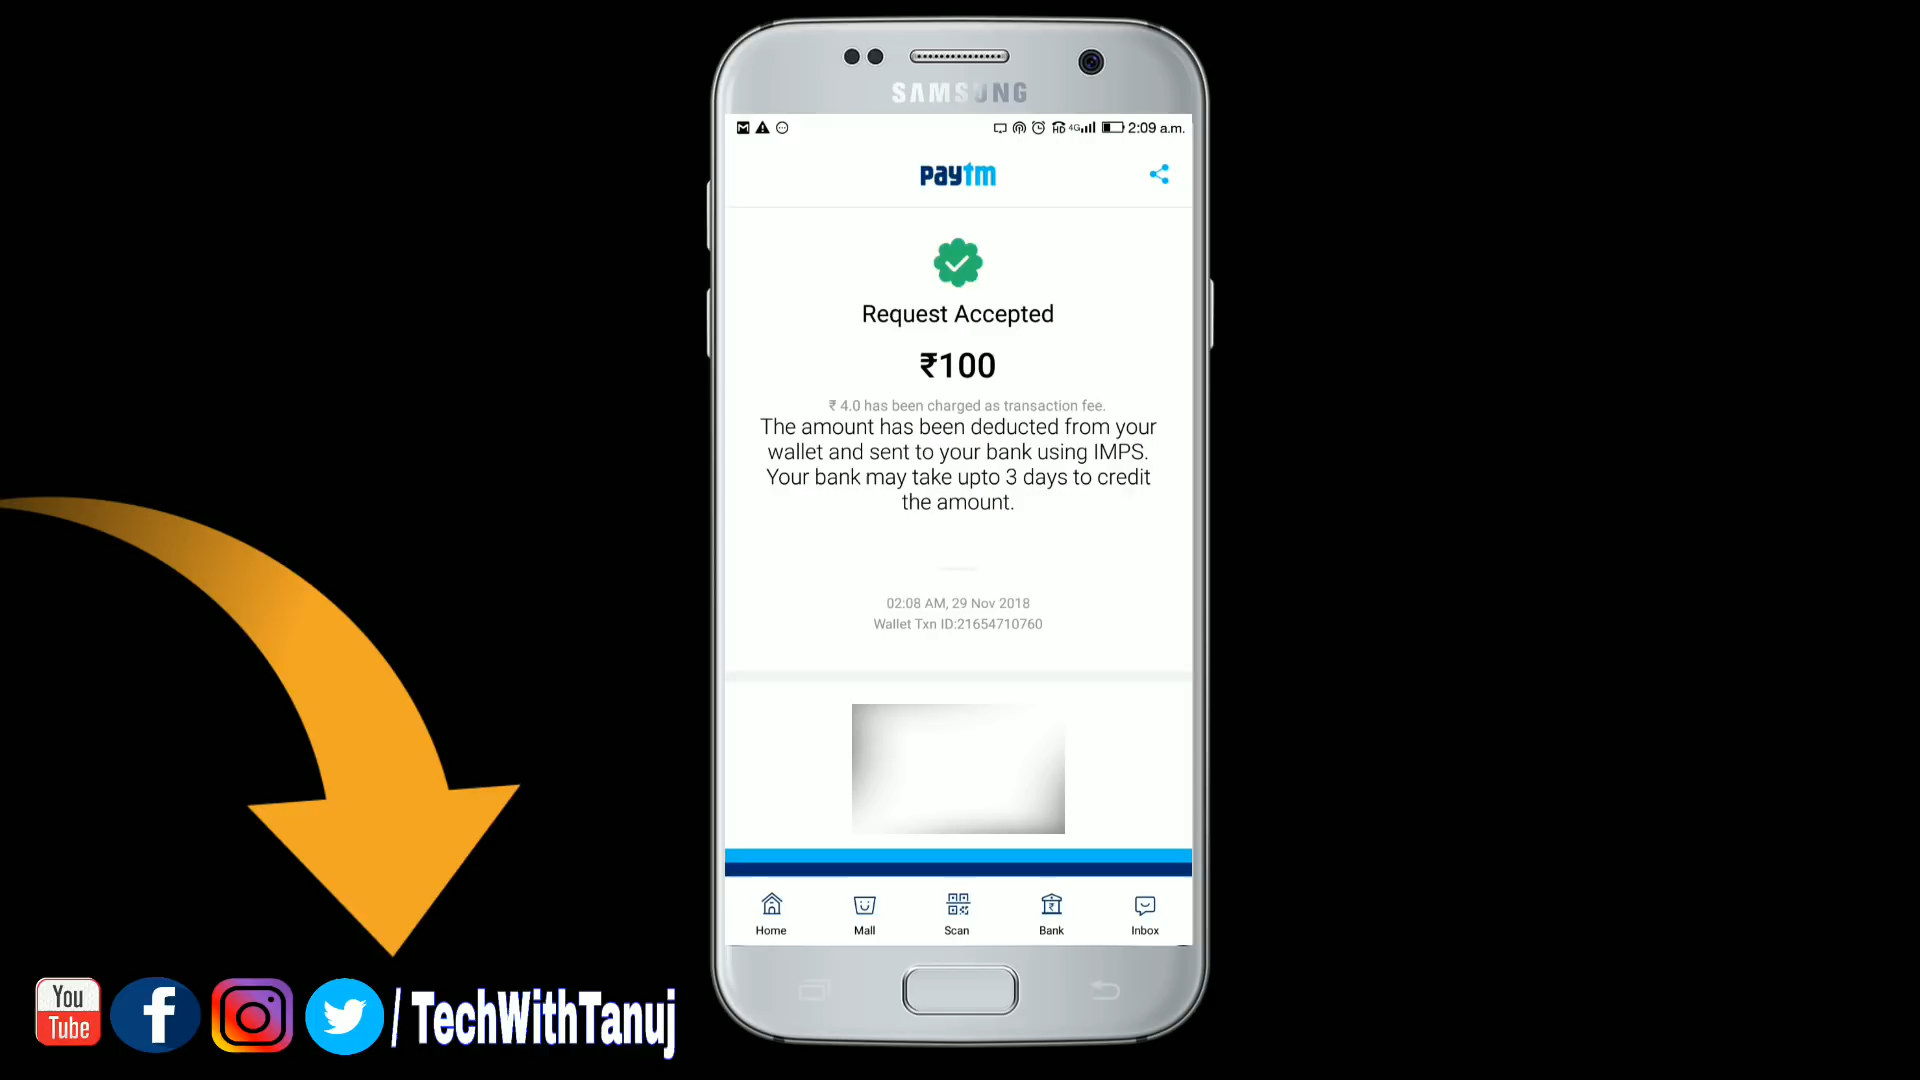 SAMSUNG
4G HD 2:09 a.m.
paytm
Request Accepted
₹100
₹ 4.0 has been charged as transaction fee.
The amount has been deducted from your
wallet and sent to your bank using IMPS.
Your bank may take upto 3 days to credit
the amount.
02:08 AM, 29 Nov 2018
Wallet Txn ID:21654710760
Home Mall Scan Bank Inbox
You
Tube
/ TechWithTanuj